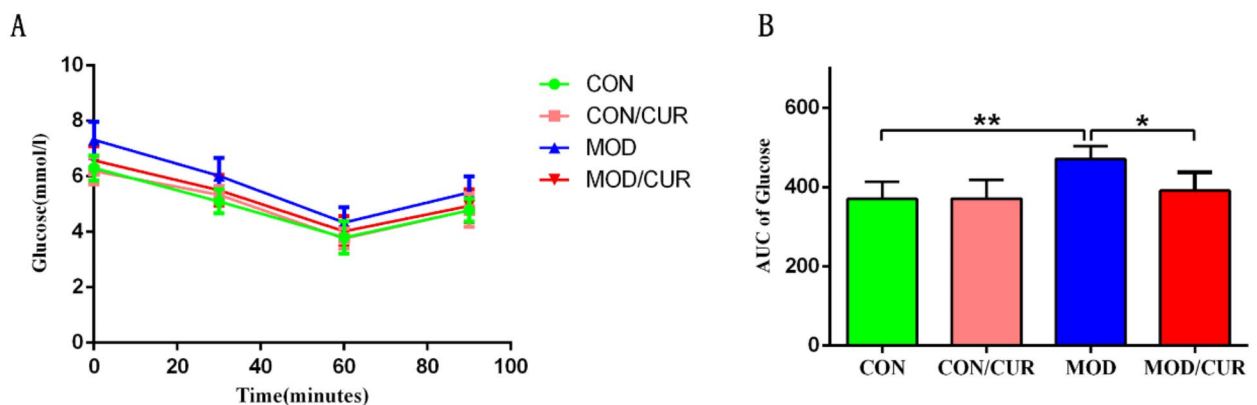 A
Glucose(mmol/l)
10
8
6
4
2
0
0 20 40 60 80 100
Time(minutes)
CON
CON/CUR
MOD
MOD/CUR
B
AUC of Glucose
600
400
200
0
** *
CON CON/CUR MOD MOD/CUR